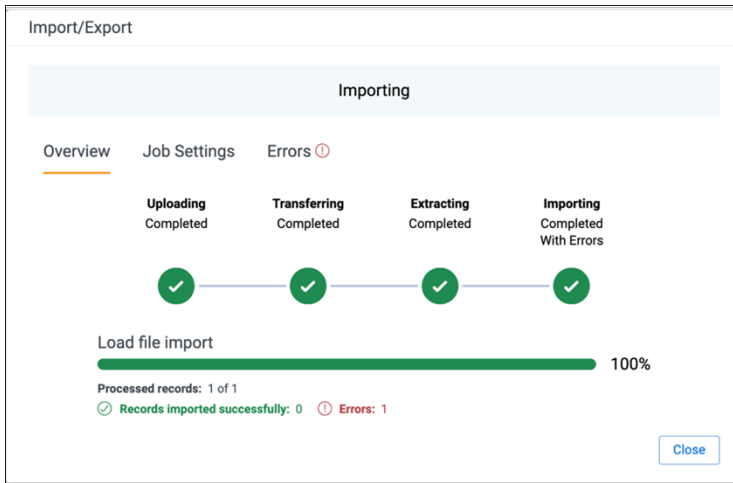 Import/Export
Importing
Overview Job Settings Errors
Uploading Transferring Extracting Importing
Completed Completed Completed Completed
With Errors
Load file import
100%
Processed records: 1 of 1
Records imported successfully: 0 Errors: 1
Close